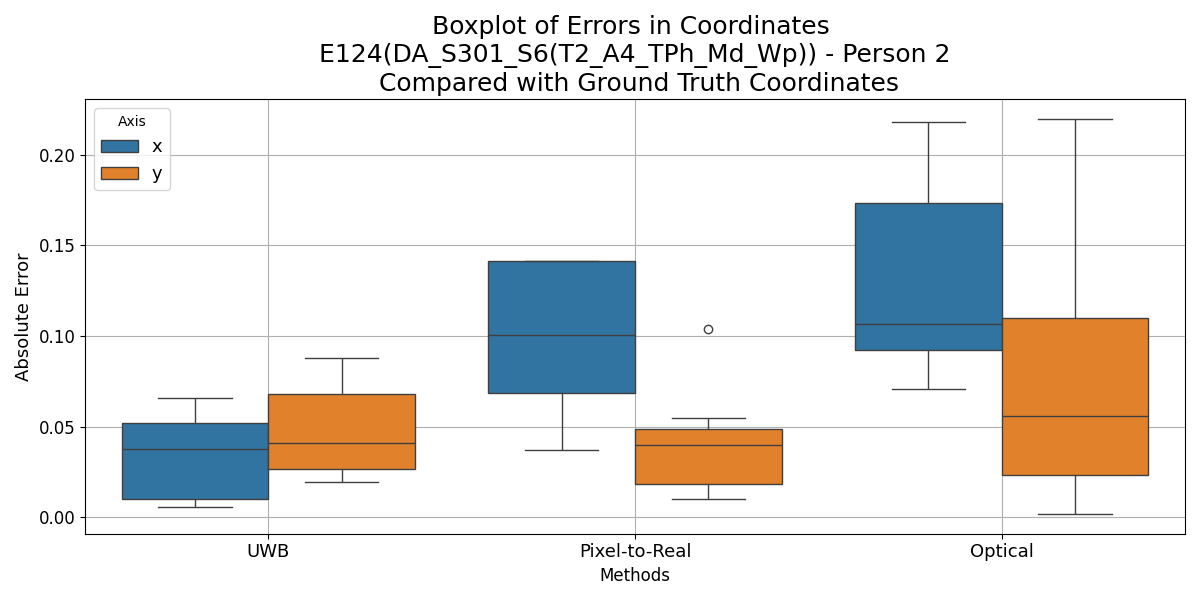 Boxplot of Errors in Coordinates
E124(DA_S301_S6(T2_A4_TPh_Md_Wp)) - Person 2
Compared with Ground Truth Coordinates
Axis
x
y
Absolute Error
0.20
0.15
0.10
0.05
0.00
UWB
Pixel-to-Real
Optical
Methods